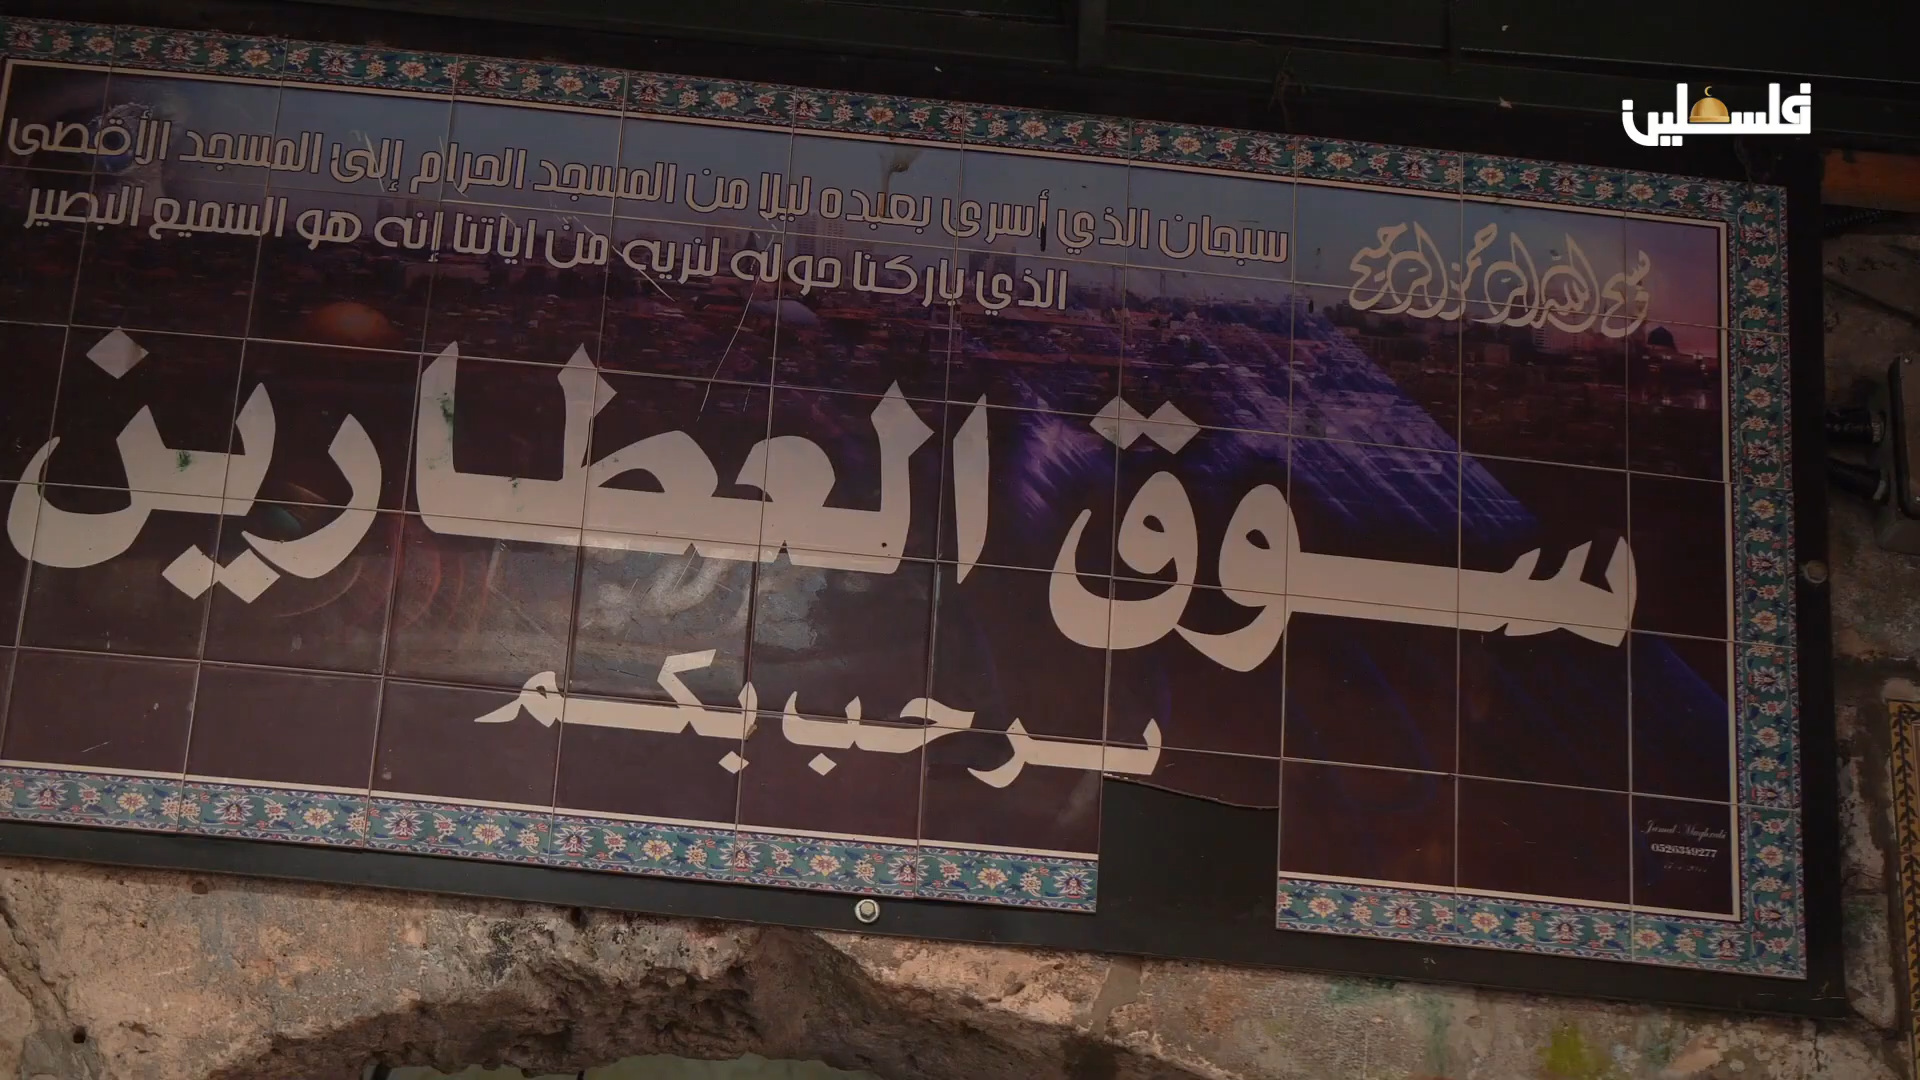 فلسطين
بسم الله الرحمن الرحيم
سبحان الذي أسرى بعبده ليلا من المسجد الحرام إلى المسجد الأقصى
الذي باركنا حوله لنريه من اياتنا إنه هو السميع البصير
سوق العطارين
يرحب بكم
0526349277